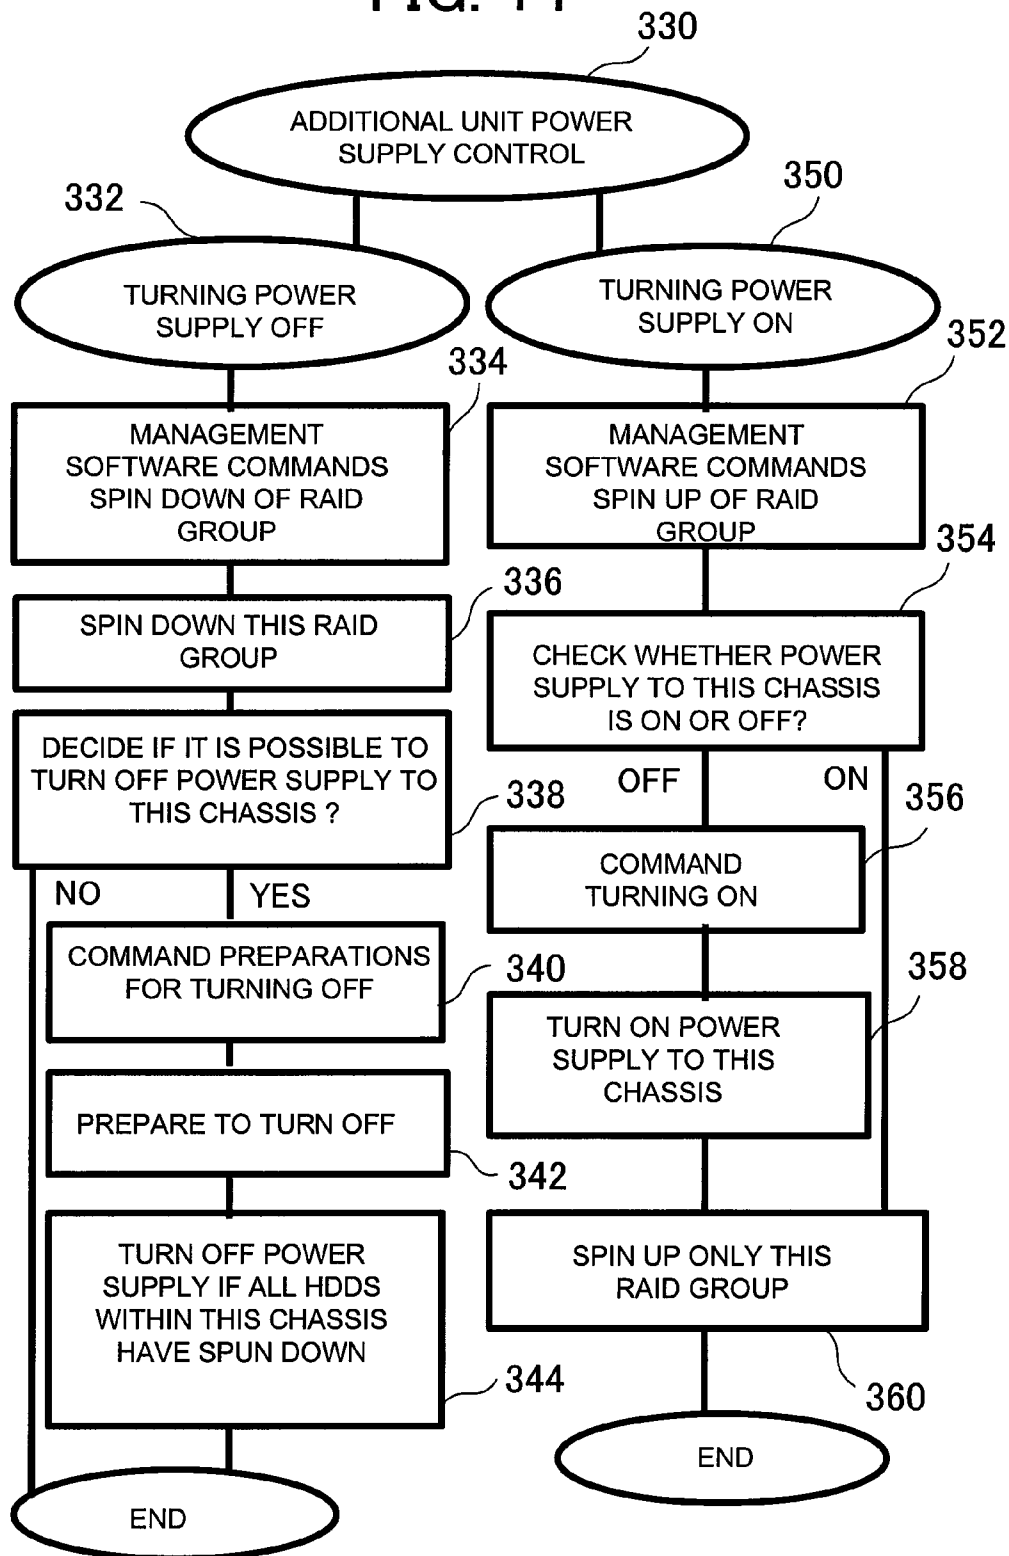 330
ADDITIONAL UNIT POWER
SUPPLY CONTROL
332
TURNING POWER
SUPPLY OFF
350
TURNING POWER
SUPPLY ON
334
MANAGEMENT
SOFTWARE COMMANDS
SPIN DOWN OF RAID
GROUP
336
SPIN DOWN THIS RAID
GROUP
DECIDE IF IT IS POSSIBLE TO
TURN OFF POWER SUPPLY TO
THIS CHASSIS ?
338
NO
YES
COMMAND PREPARATIONS
FOR TURNING OFF
340
PREPARE TO TURN OFF
342
TURN OFF POWER
SUPPLY IF ALL HDDS
WITHIN THIS CHASSIS
HAVE SPUN DOWN
344
END
352
MANAGEMENT
SOFTWARE COMMANDS
SPIN UP OF RAID
GROUP
354
CHECK WHETHER POWER
SUPPLY TO THIS CHASSIS
IS ON OR OFF?
OFF
ON
356
COMMAND
TURNING ON
358
TURN ON POWER
SUPPLY TO THIS
CHASSIS
SPIN UP ONLY THIS
RAID GROUP
360
END